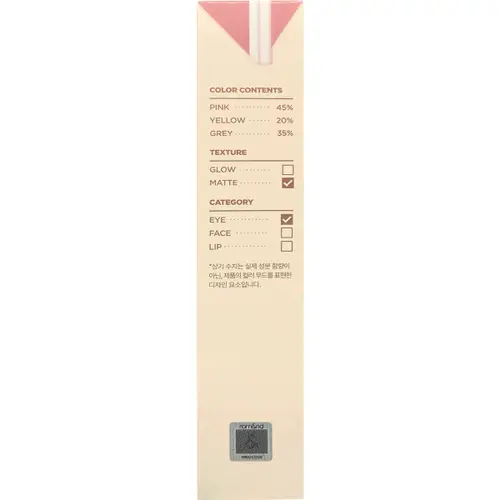 COLOR CONTENTS
PINK ········ 45%
YELLOW ······ 20%
GREY ········ 35%
TEXTURE
GLOW ········
MATTE ········
CATEGORY
EYE ···········
FACE ·········
LIP ············
*상기 수치는 실제 성분 함량이
아닌, 제품의 컬러 무드를 표현한
디자인 요소입니다.
rom&nd